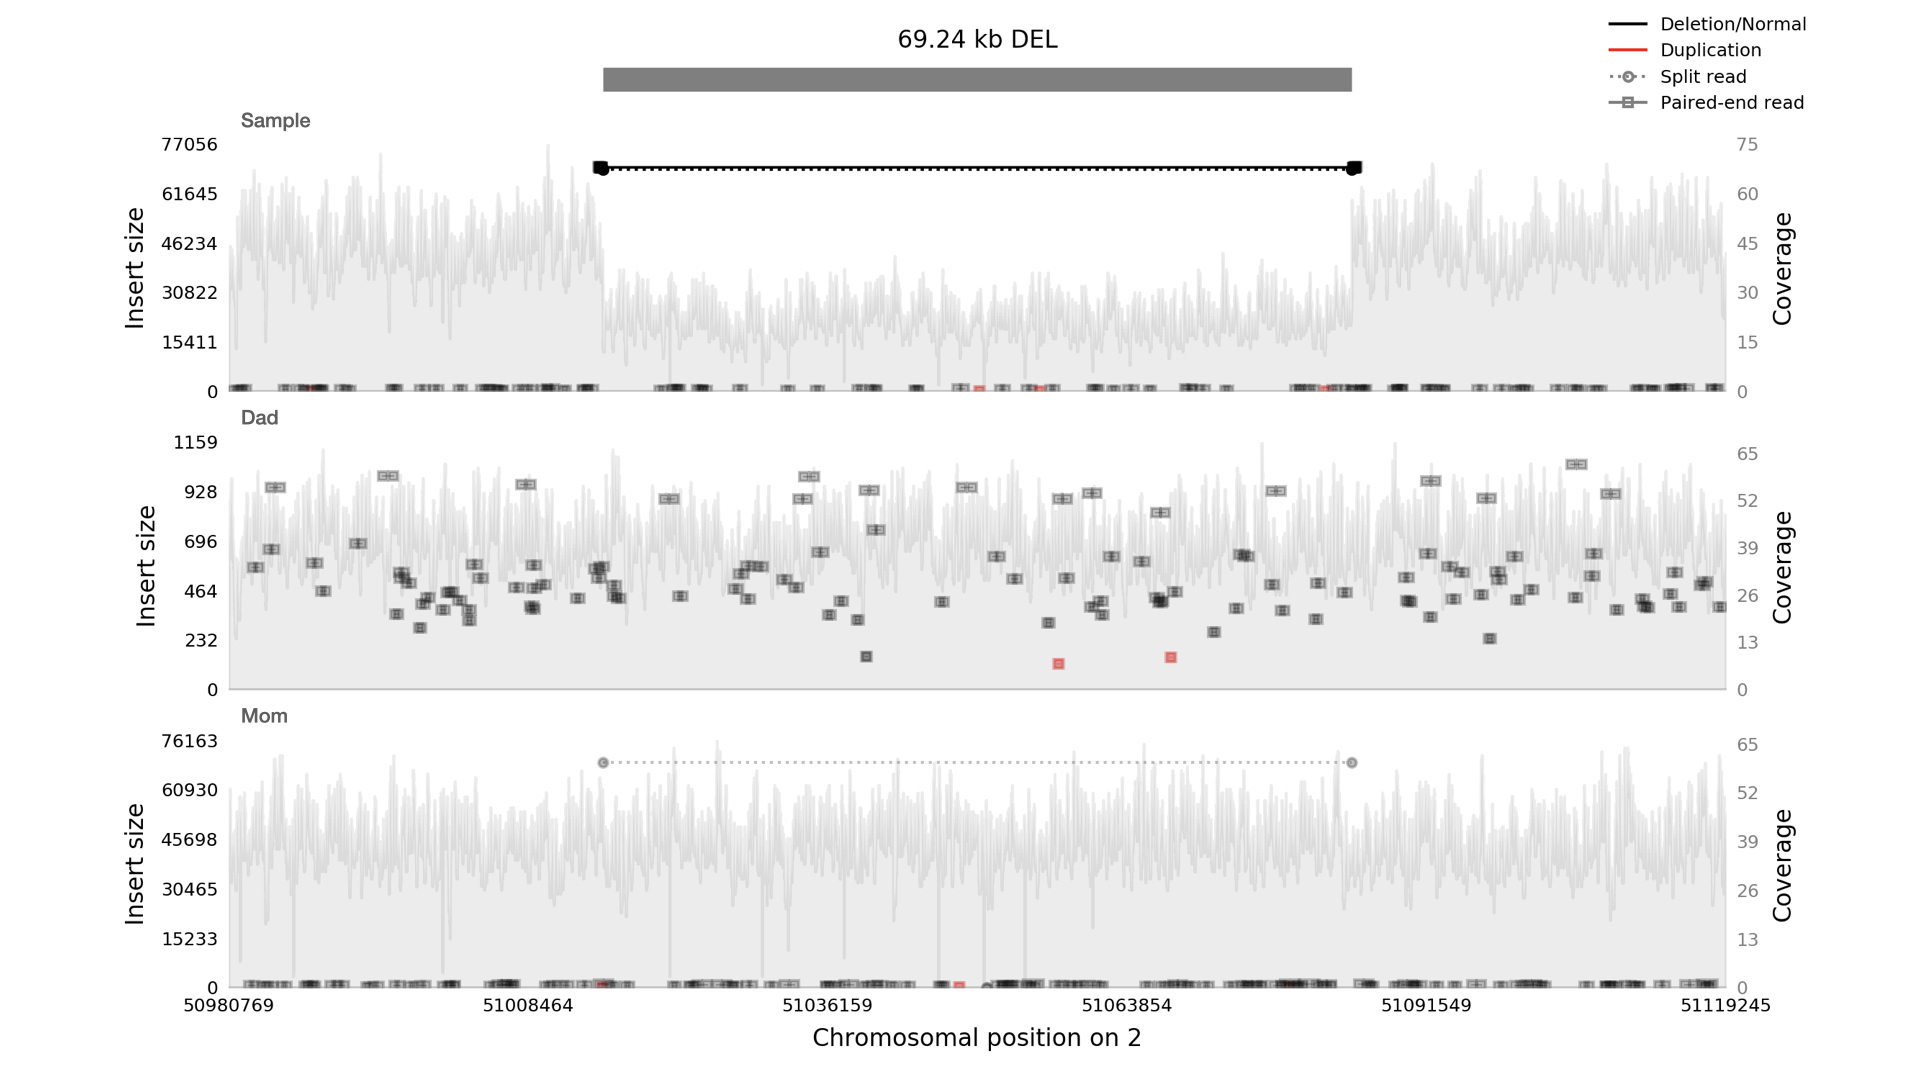 69.24 kb DEL
Deletion/Normal
Duplication
Split read
Paired-end read
Sample
77056
61645
46234
30822
15411
0
Insert size
75
60
45
30
15
0
Coverage
Dad
1159
928
696
464
232
0
Insert size
65
52
39
26
13
0
Coverage
Mom
76163
60930
45698
30465
15233
0
Insert size
65
52
39
26
13
0
Coverage
50980769 51008464 51036159 51063854 51091549 51119245
Chromosomal position on 2